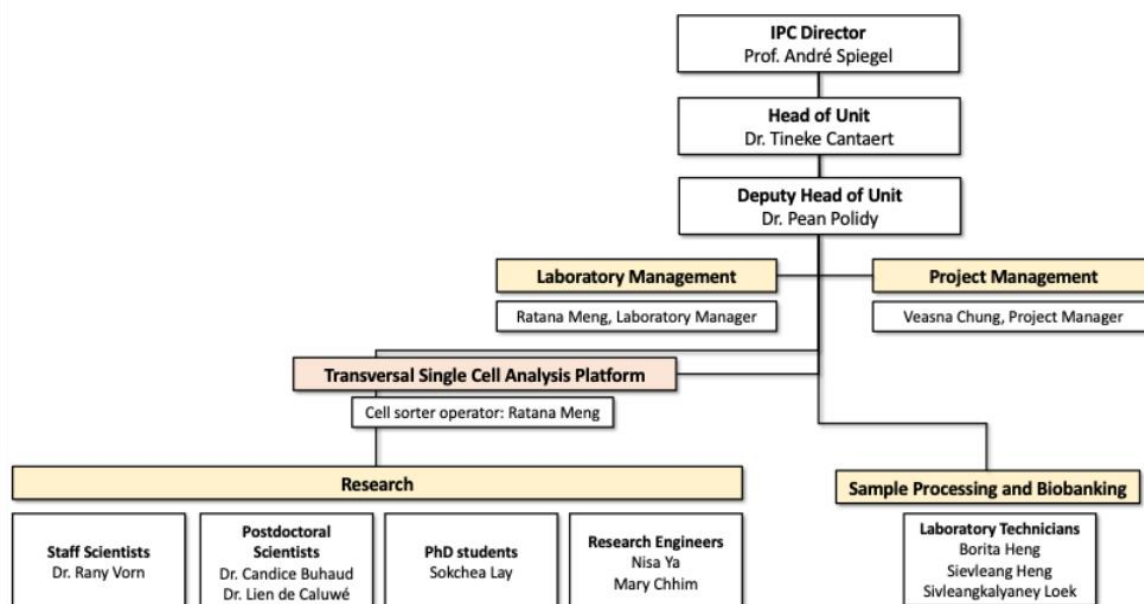 IPC Director
Prof. André Spiegel
Head of Unit
Dr. Tineke Cantaert
Deputy Head of Unit
Dr. Pean Polidy
Laboratory Management
Ratana Meng, Laboratory Manager
Project Management
Veasna Chung, Project Manager
Transversal Single Cell Analysis Platform
Cell sorter operator: Ratana Meng
Research
Staff Scientists
Dr. Rany Vorn
Postdoctoral
Scientists
Dr. Candice Buhaud
Dr. Lien de Caluwé
PhD students
Sokchea Lay
Research Engineers
Nisa Ya
Mary Chhim
Sample Processing and Biobanking
Laboratory Technicians
Borita Heng
Sievleang Heng
Sivleangkalyaney Loek